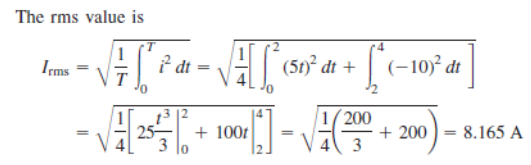 The rms value is
I_rms = √( 1/T ∫_0^T i² dt ) = √( 1/4 [ ∫_0^2 (5t)² dt + ∫_2^4 (−10)² dt ] )
= √( 1/4 [ 25 t³/3 |_0^2 + 100t |_2^4 ] ) = √( 1/4 ( 200/3 + 200 ) ) = 8.165 A